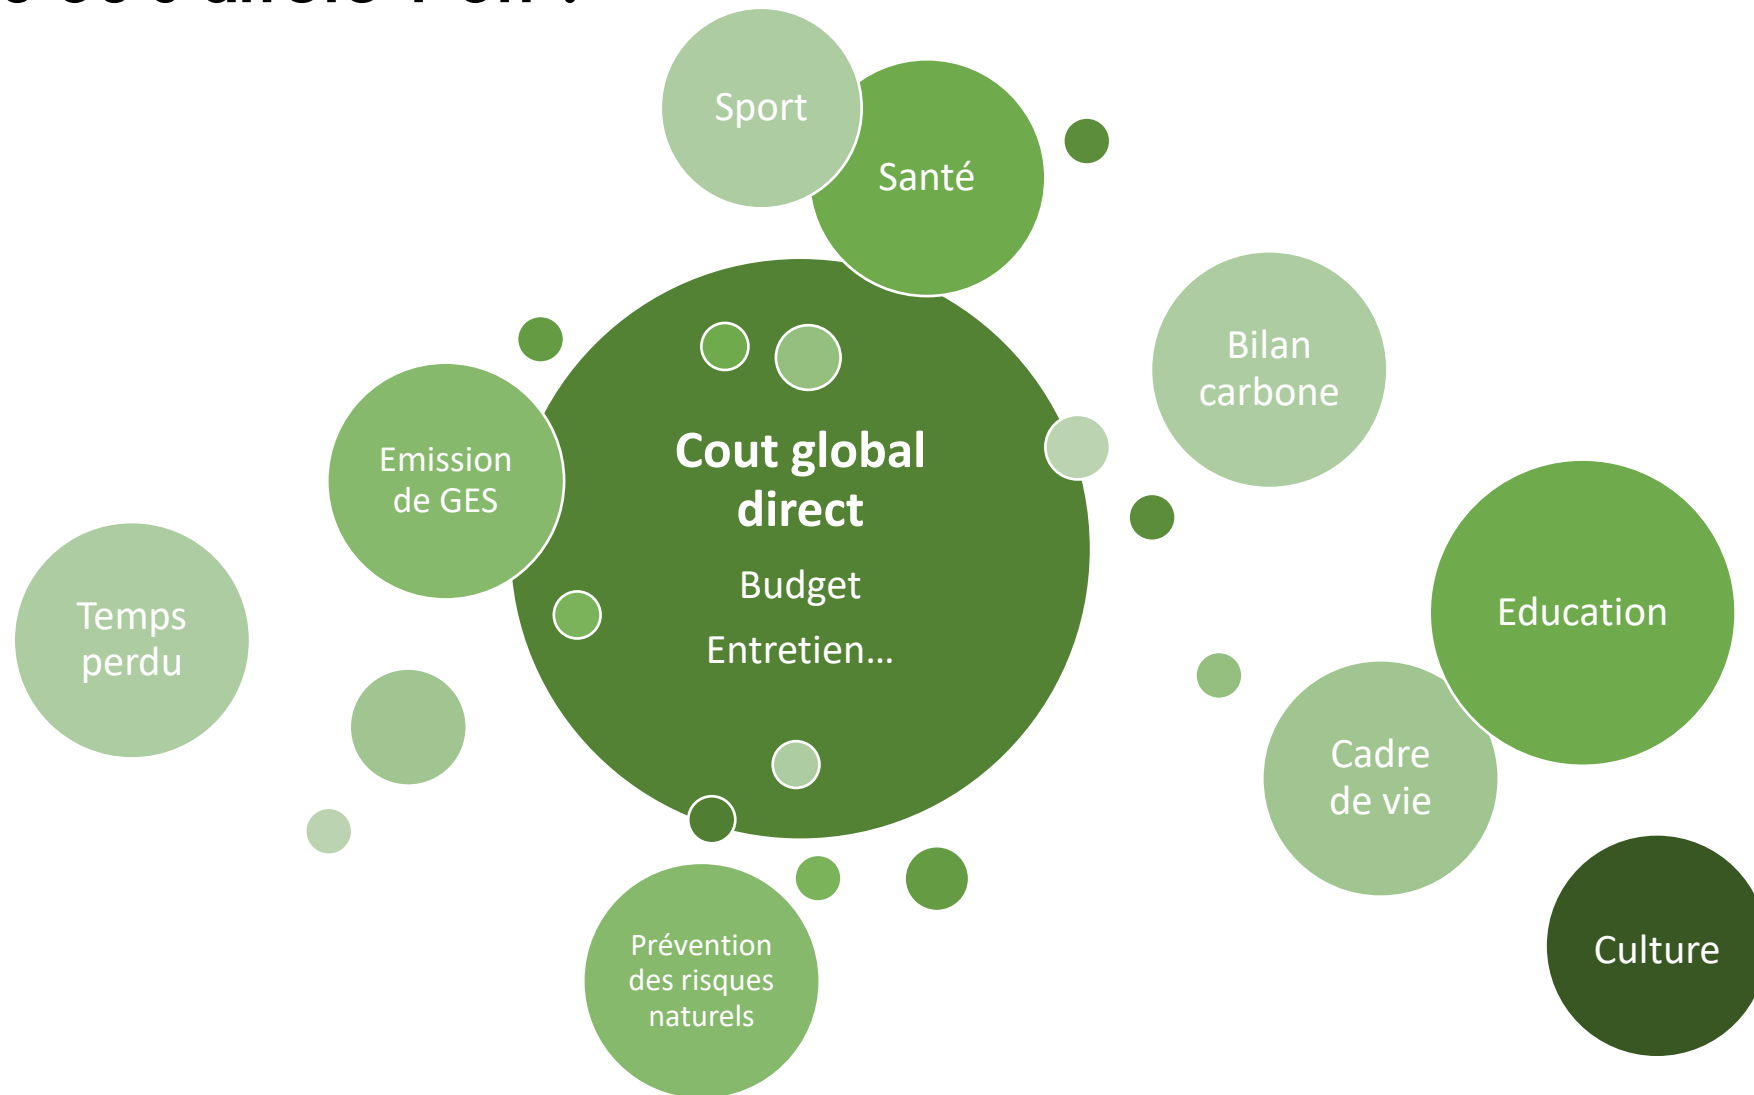 Sport
Santé
Bilan
carbone
Emission
de GES
Cout global
direct
Budget
Entretien...
Temps
perdu
Education
Cadre
de vie
Culture
Prévention
des risques
naturels